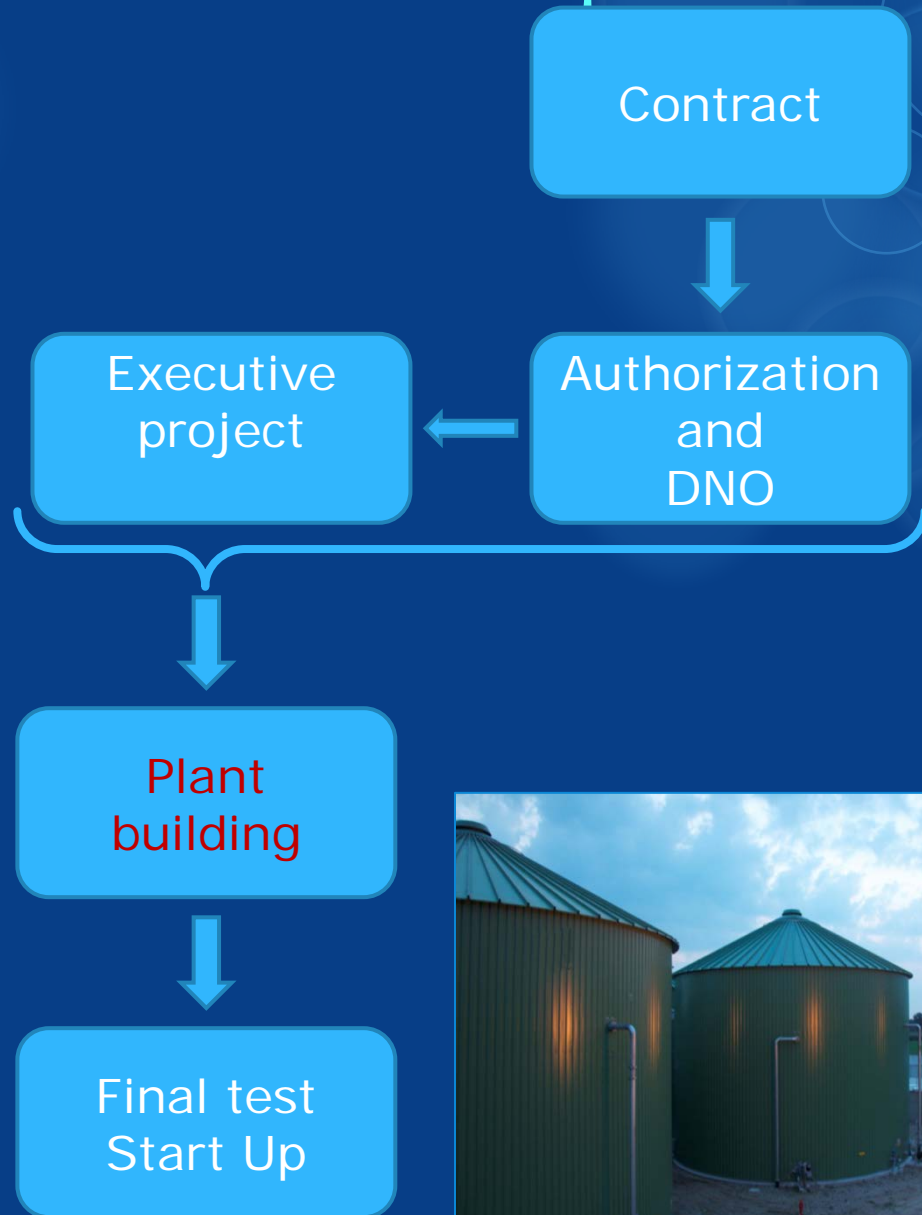 Contract
Authorization
and
DNO
Executive
project
Plant
building
Final test
Start Up